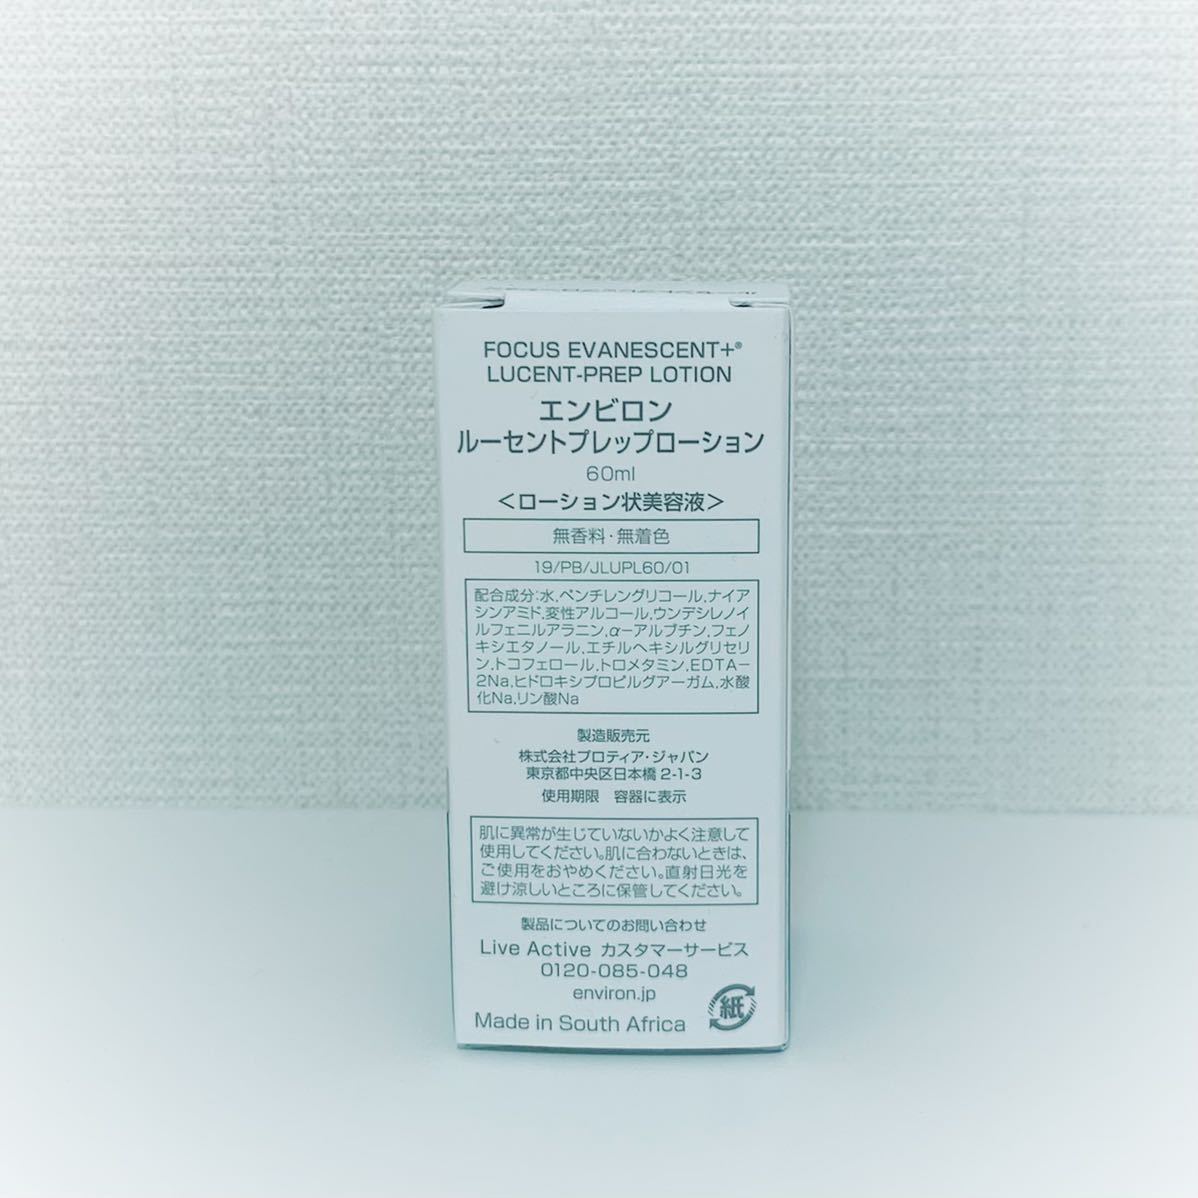 FOCUS EVANESCENT+®
LUCENT-PREP LOTION
エンビロン
ルーセントプレップローション
60ml
<ローション状美容液>
無香料・無着色
19/PB/JLUPL60/01
配合成分:水,ペンチレングリコール,ナイア
シンアミド,変性アルコール,ウンデシレノイ
ルフェニルアラニン,α-アルブチン,フェノ
キシエタノール,エチルヘキシルグリセリ
ン,トコフェロール,トロメタミン,EDTA-
2Na,ヒドロキシプロピルグアーガム,水酸
化Na,リン酸Na
製造販売元
株式会社プロティア・ジャパン
東京都中央区日本橋 2-1-3
使用期限 容器に表示
肌に異常が生じていないかよく注意して
使用してください。肌に合わないときは、
ご使用をおやめください。直射日光を
避け涼しいところに保管してください。
製品についてのお問い合わせ
Live Active カスタマーサービス
0120-085-048
environ.jp
Made in South Africa
紙